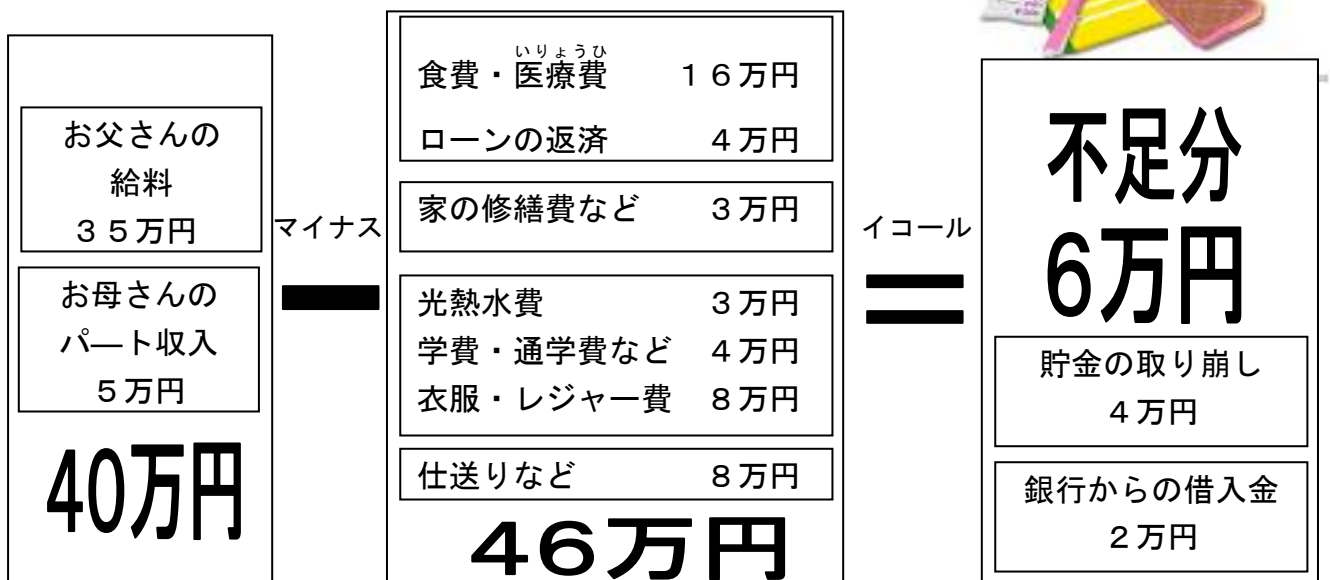 お父さんの
給料
35万円
お母さんの
パート収入
5万円
40万円
マイナス
いりょうひ
食費・医療費 16万円
ローンの返済 4万円
家の修繕費など 3万円
光熱水費 3万円
学費・通学費など 4万円
衣服・レジャー費 8万円
仕送りなど 8万円
46万円
イコール
不足分
6万円
貯金の取り崩し
4万円
銀行からの借入金
2万円